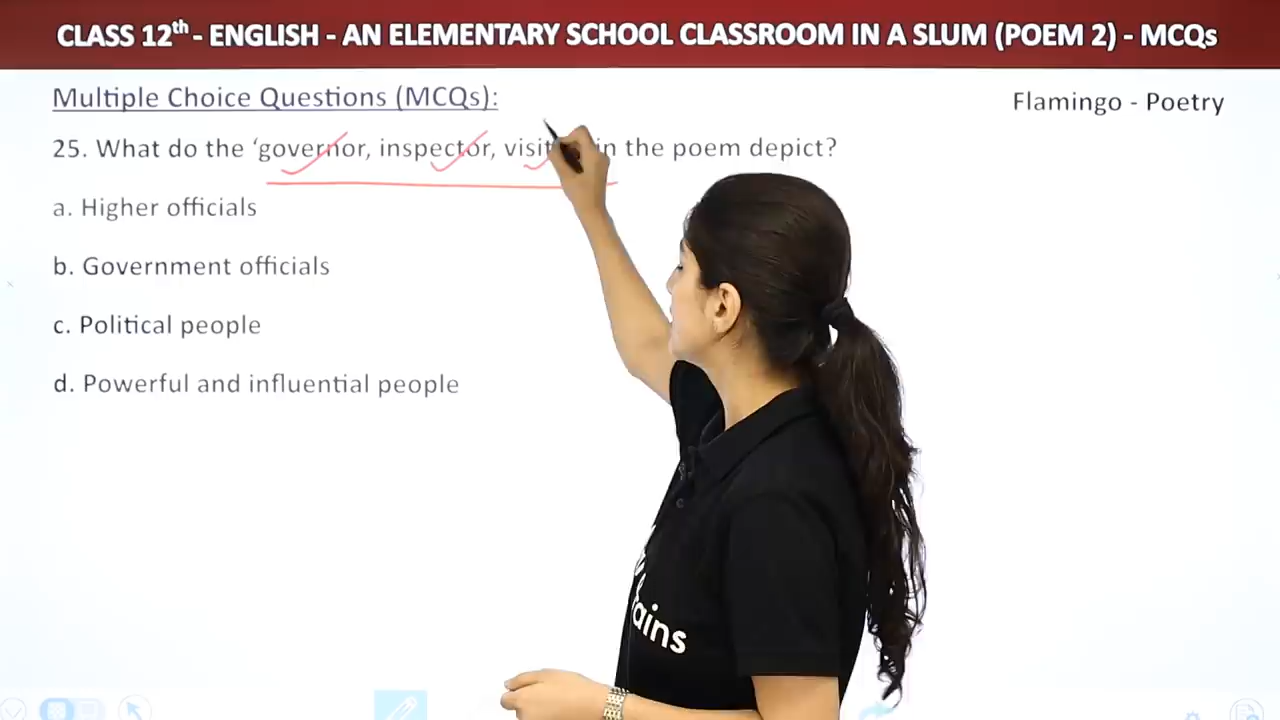 CLASS 12th - ENGLISH - AN ELEMENTARY SCHOOL CLASSROOM IN A SLUM (POEM 2) - MCQs
Multiple Choice Questions (MCQs):
Flamingo - Poetry
25. What do the ‘governor, inspector, in the poem depict?
a. Higher officials
b. Government officials
c. Political people
d. Powerful and influential people
ains